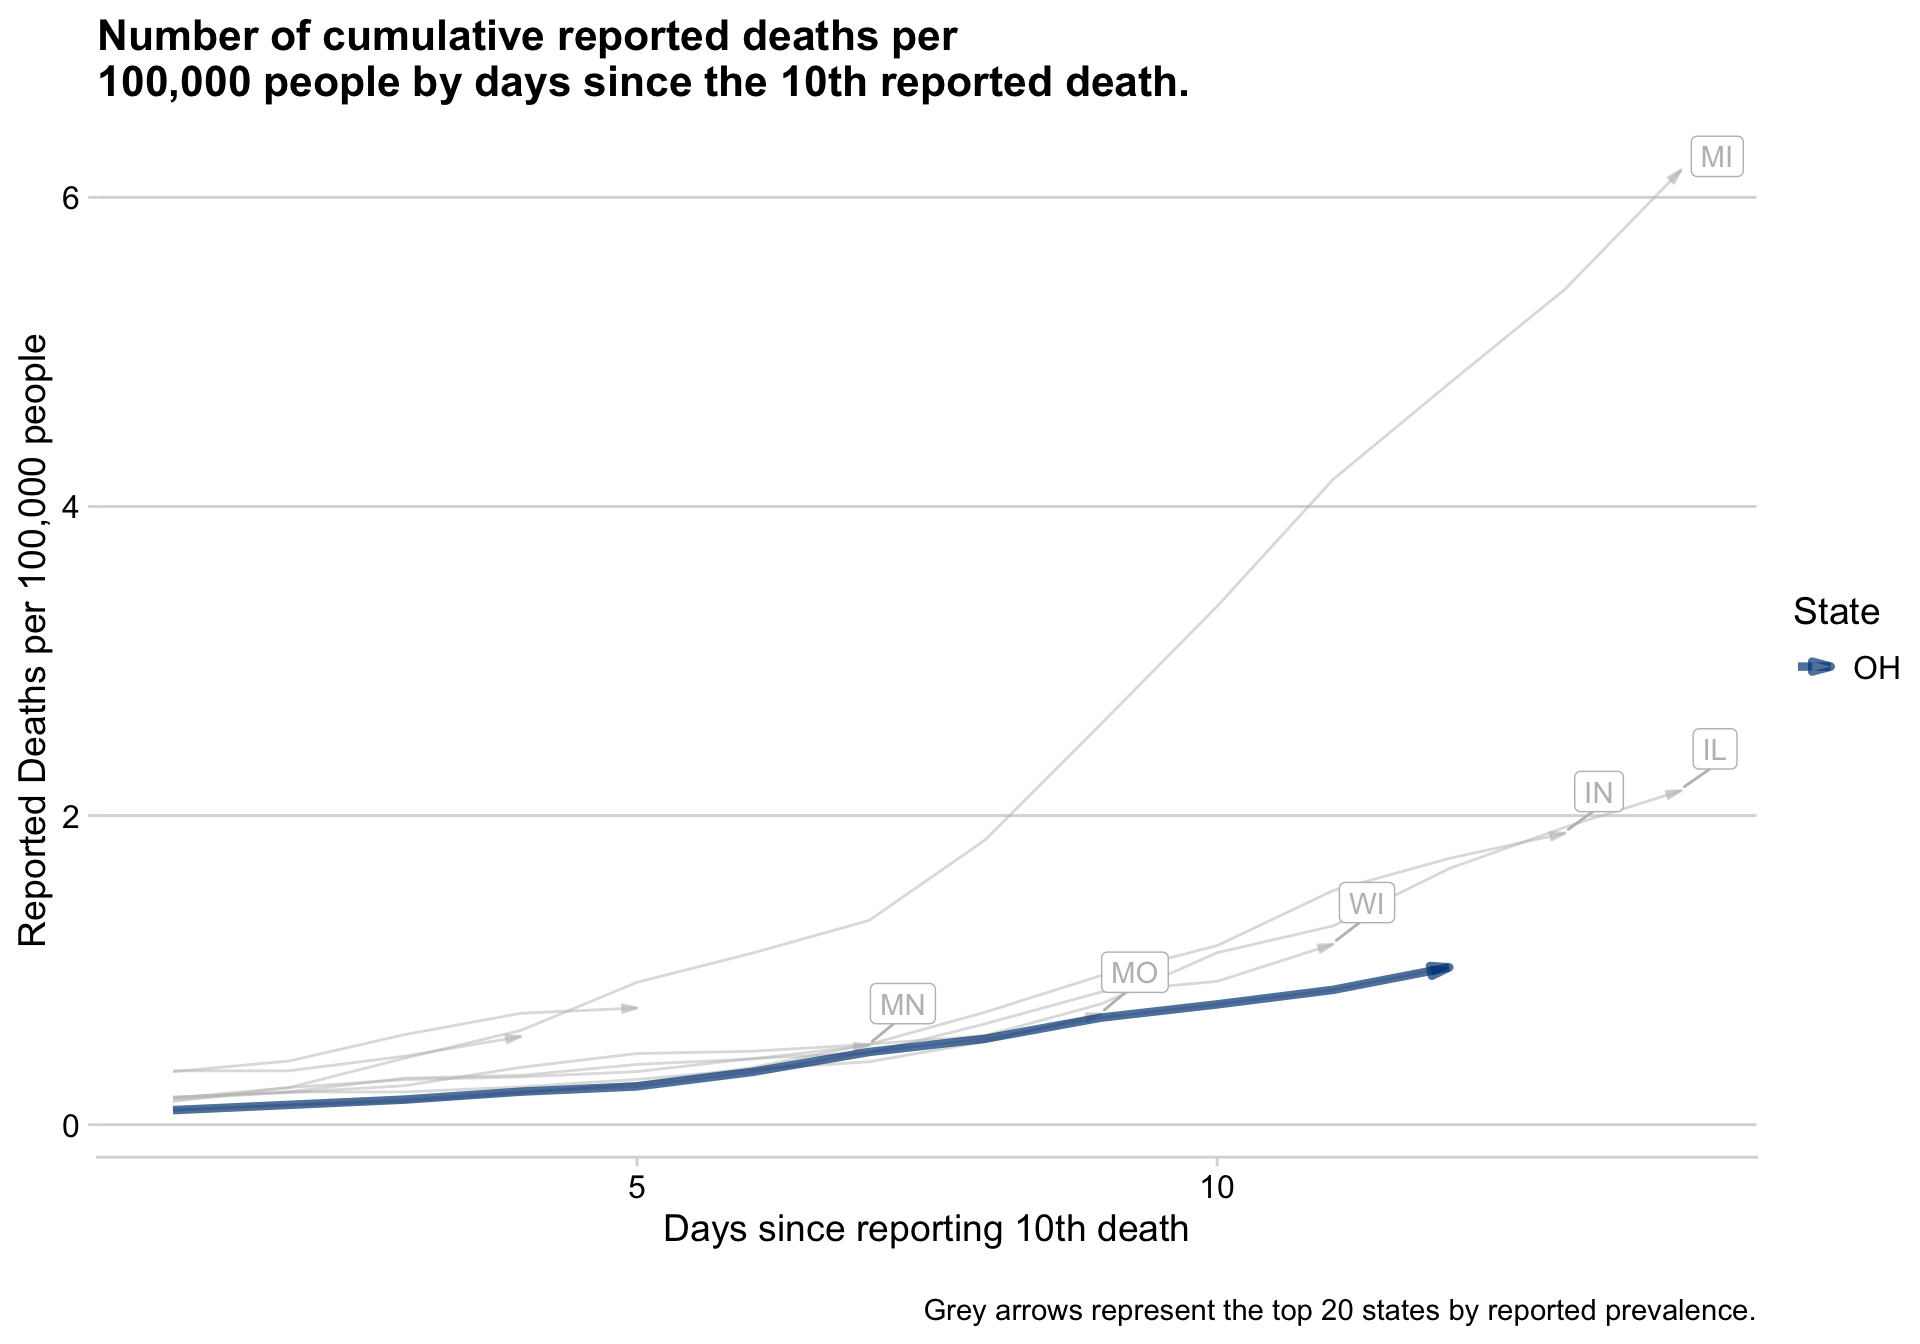 Number of cumulative reported deaths per
100,000 people by days since the 10th reported death.
Reported Deaths per 100,000 people
6
4
2
0
MI
IL
IN
WI
MO
MN
State
OH
5
10
Days since reporting 10th death
Grey arrows represent the top 20 states by reported prevalence.